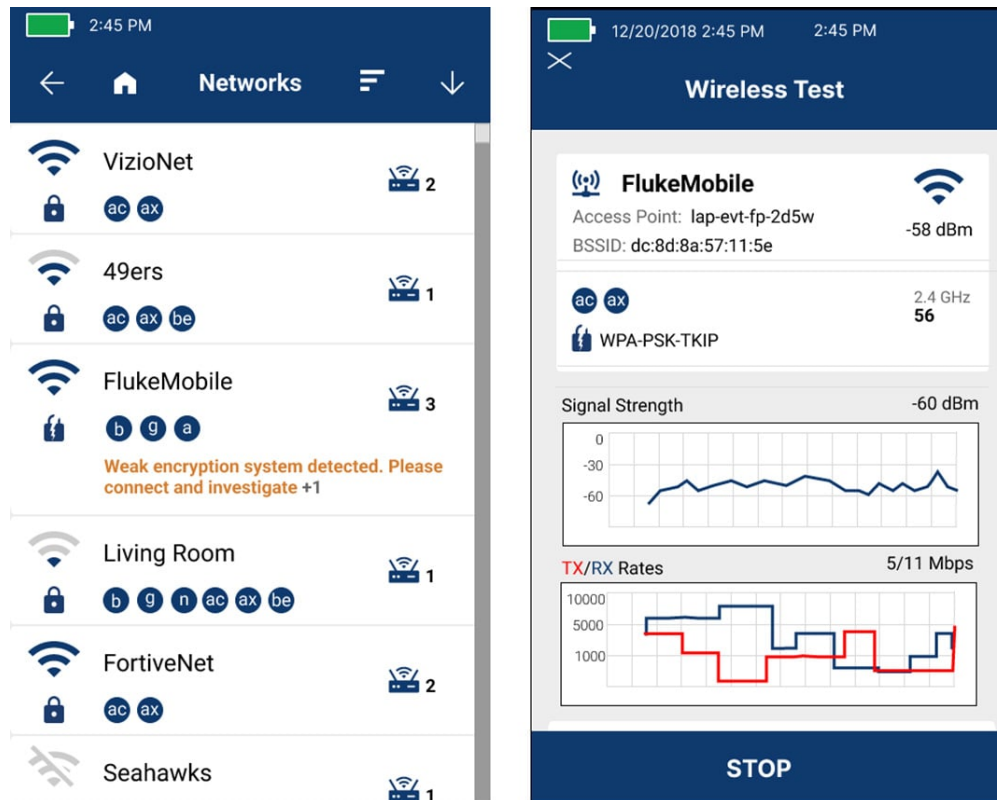 2:45 PM
Networks
VizioNet
2
ac ax
49ers
1
ac ax be
FlukeMobile
3
b g a
Weak encryption system detected. Please
connect and investigate +1
Living Room
1
b g n ac ax be
FortiveNet
2
ac ax
Seahawks
1
12/20/2018 2:45 PM 2:45 PM
Wireless Test
FlukeMobile
Access Point: lap-evt-fp-2d5w
-58 dBm
BSSID: dc:8d:8a:57:11:5e
ac ax
2.4 GHz
56
WPA-PSK-TKIP
Signal Strength -60 dBm
0
-30
-60
TX/RX Rates 5/11 Mbps
10000
5000
1000
STOP